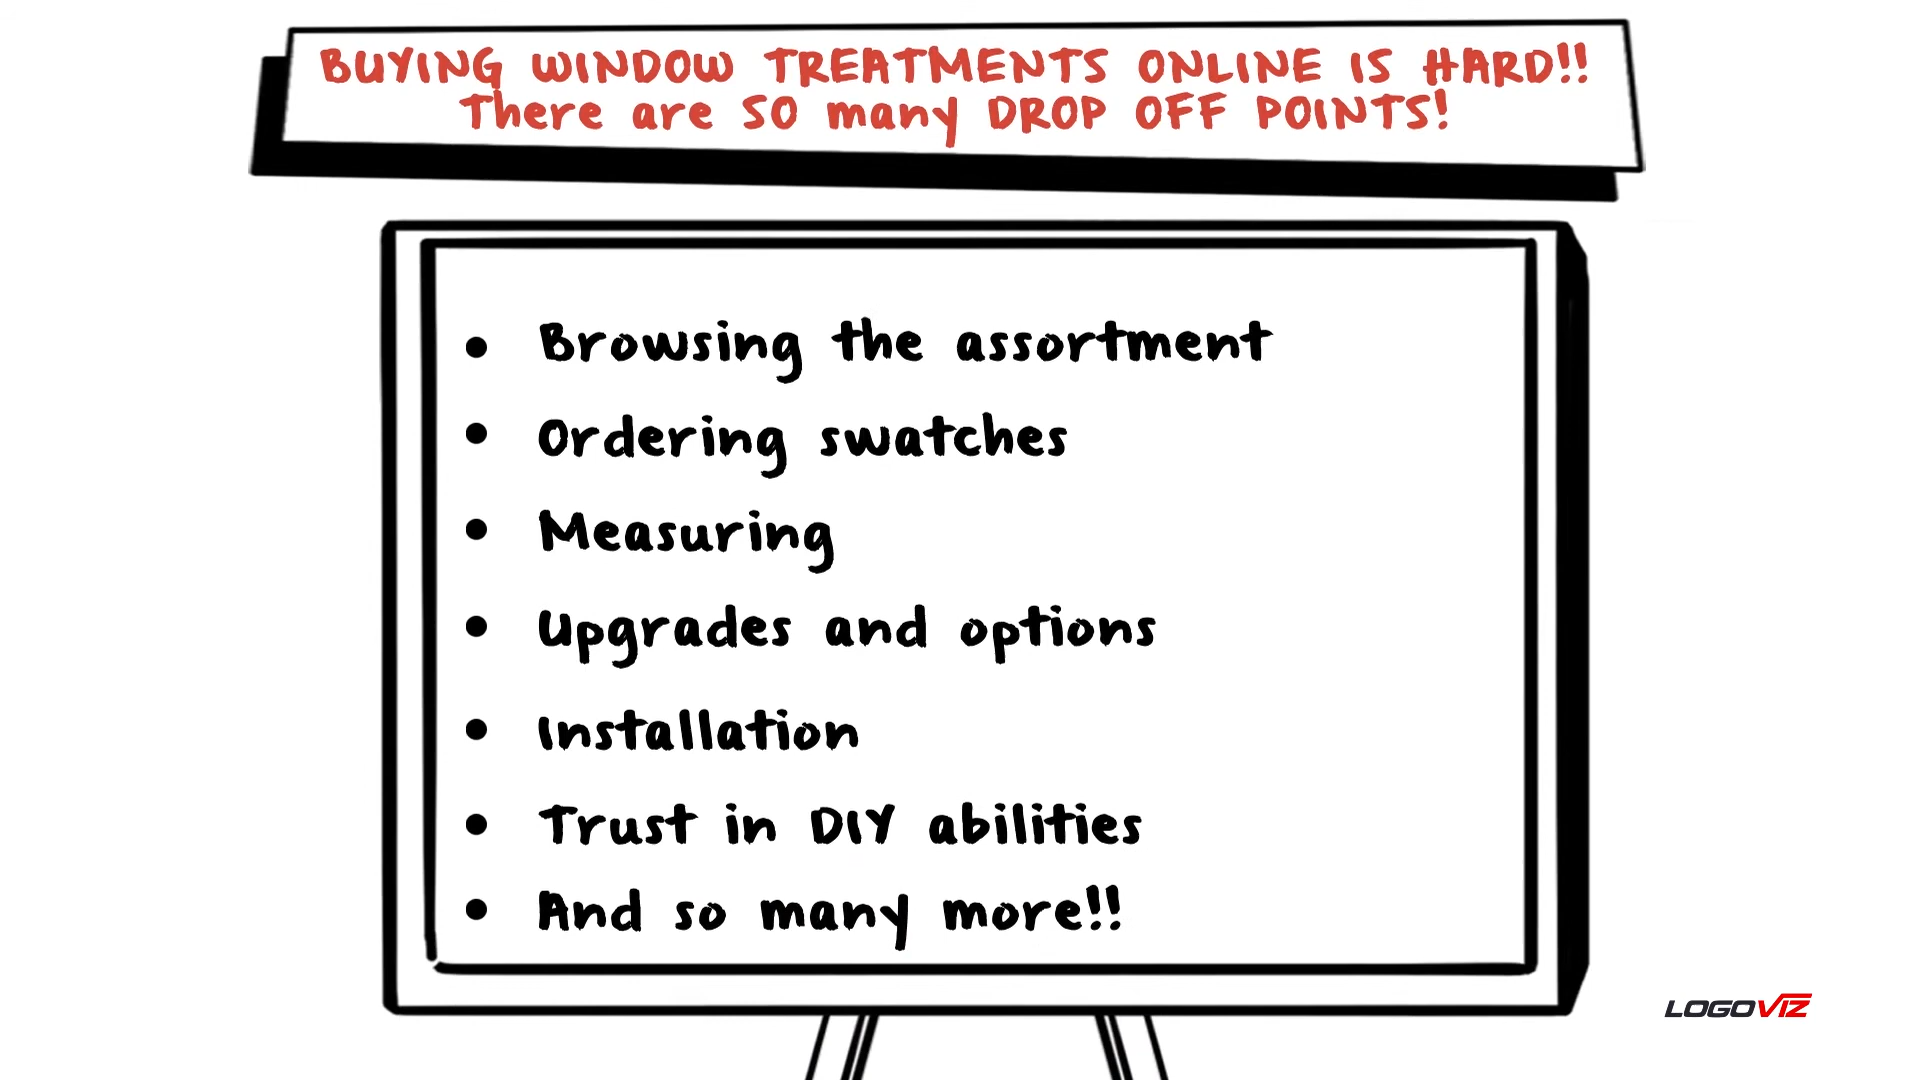 BUYING WINDOW TREATMENTS ONLINE IS HARD!!
There are SO many DROP OFF POINTS!
• Browsing the assortment
• Ordering swatches
• Measuring
• Upgrades and options
• Installation
• Trust in DIY abilities
• And so many more!!
LOGOVIZ